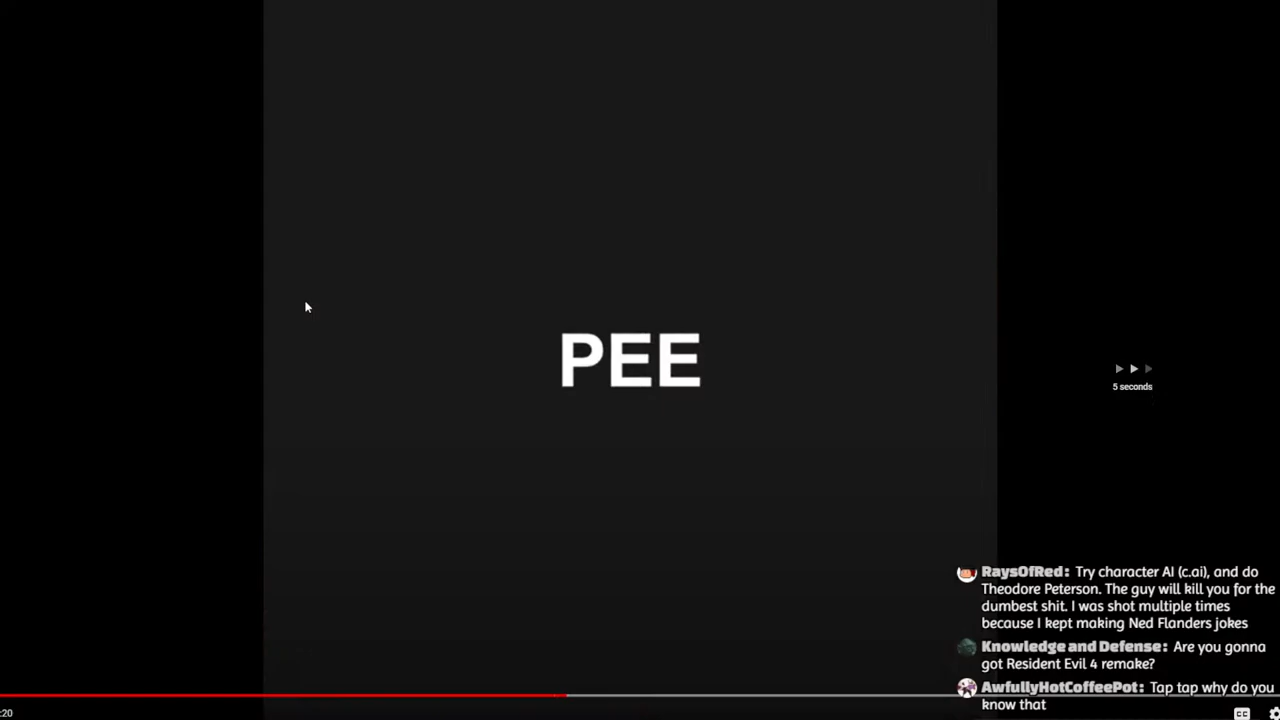 PEE
5 seconds
RaysOfRed: Try character AI (c.ai), and do
Theodore Peterson. The guy will kill you for the
dumbest shit. I was shot multiple times
because I kept making Ned Flanders jokes
Knowledge and Defense: Are you gonna
got Resident Evil 4 remake?
AwfullyHotCoffeePot: Tap tap why do you
know that
:20
CC